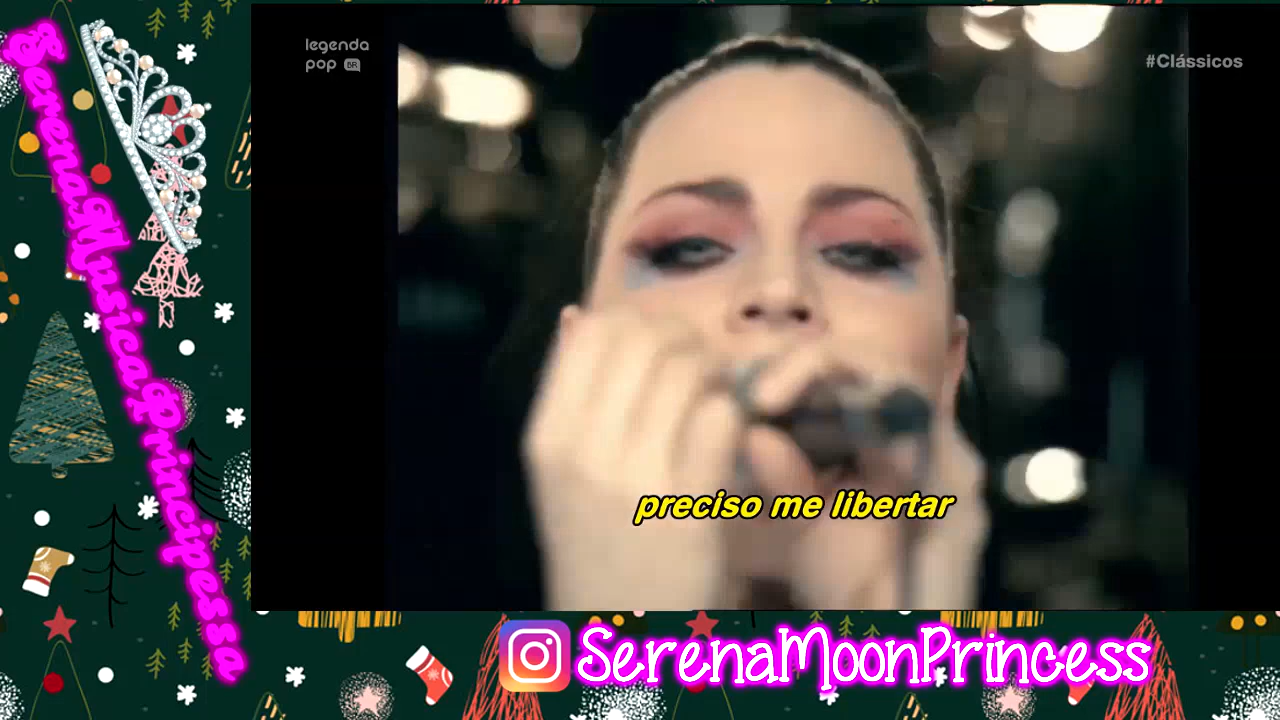 SerenaMusicaPrincipessa
legenda
pop BR
#Clássicos
preciso me libertar
SerenaMoonPrincess